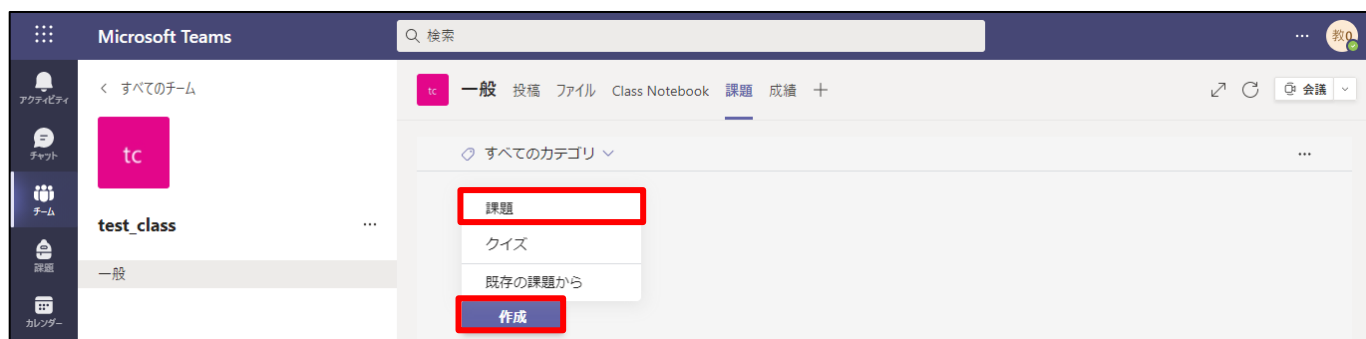 Microsoft Teams
検索
教0
アクティビティ
チャット
チーム
課題
カレンダー
すべてのチーム
tc
test_class
一般
tc
一般 投稿 ファイル Class Notebook 課題 成績
会議
すべてのカテゴリ
課題
クイズ
既存の課題から
作成